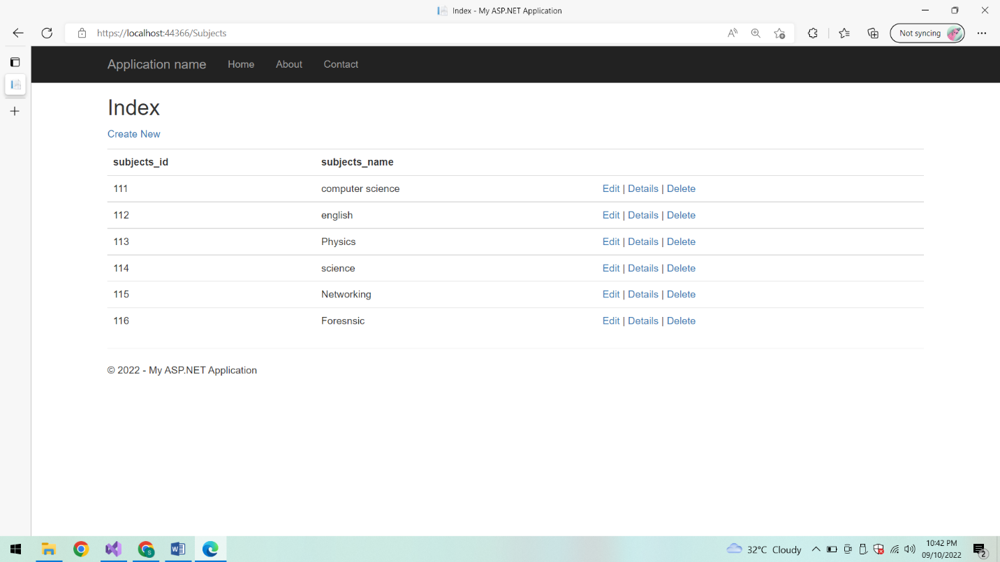 Index - My ASP.NET Application
https://localhost:44366/Subjects
Not syncing
Application name Home About Contact
Index
Create New
subjects_id subjects_name
111 computer science Edit | Details | Delete
112 english Edit | Details | Delete
113 Physics Edit | Details | Delete
114 science Edit | Details | Delete
115 Networking Edit | Details | Delete
116 Foresnsic Edit | Details | Delete
© 2022 - My ASP.NET Application
32°C Cloudy
10:42 PM
09/10/2022
2